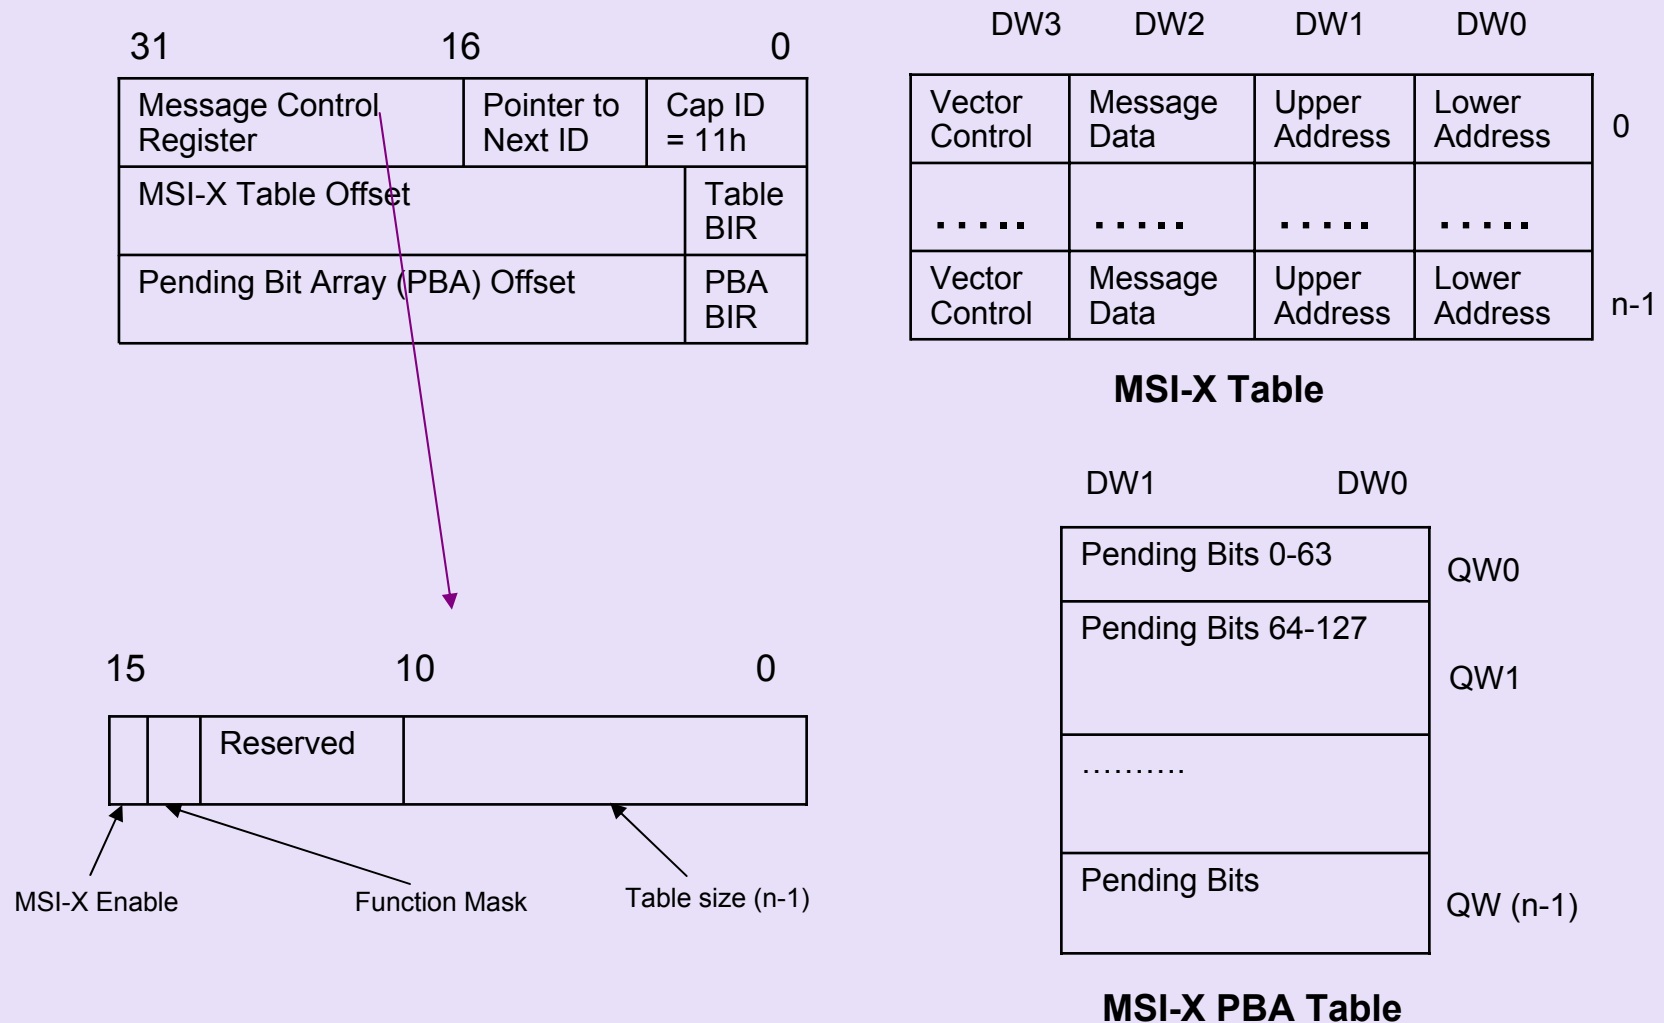 31 16 0
Message Control
Register
Pointer to
Next ID
Cap ID
= 11h
MSI-X Table Offset
Table
BIR
Pending Bit Array (PBA) Offset
PBA
BIR
DW3 DW2 DW1 DW0
Vector
Control
Message
Data
Upper
Address
Lower
Address
0
..... ..... ..... .....
Vector
Control
Message
Data
Upper
Address
Lower
Address
n-1
MSI-X Table
15 10 0
Reserved
MSI-X Enable
Function Mask
Table size (n-1)
DW1 DW0
Pending Bits 0-63
QW0
Pending Bits 64-127
QW1
..........
Pending Bits
QW (n-1)
MSI-X PBA Table